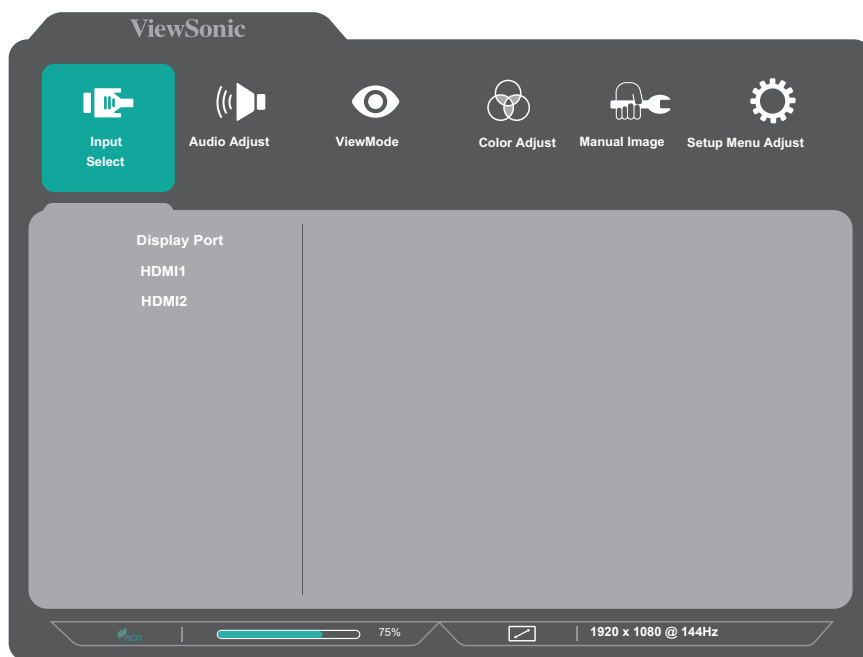 ViewSonic
Input
Select
Audio Adjust
ViewMode
Color Adjust
Manual Image
Setup Menu Adjust
Display Port
HDMI1
HDMI2
eco
75%
1920 x 1080 @ 144Hz